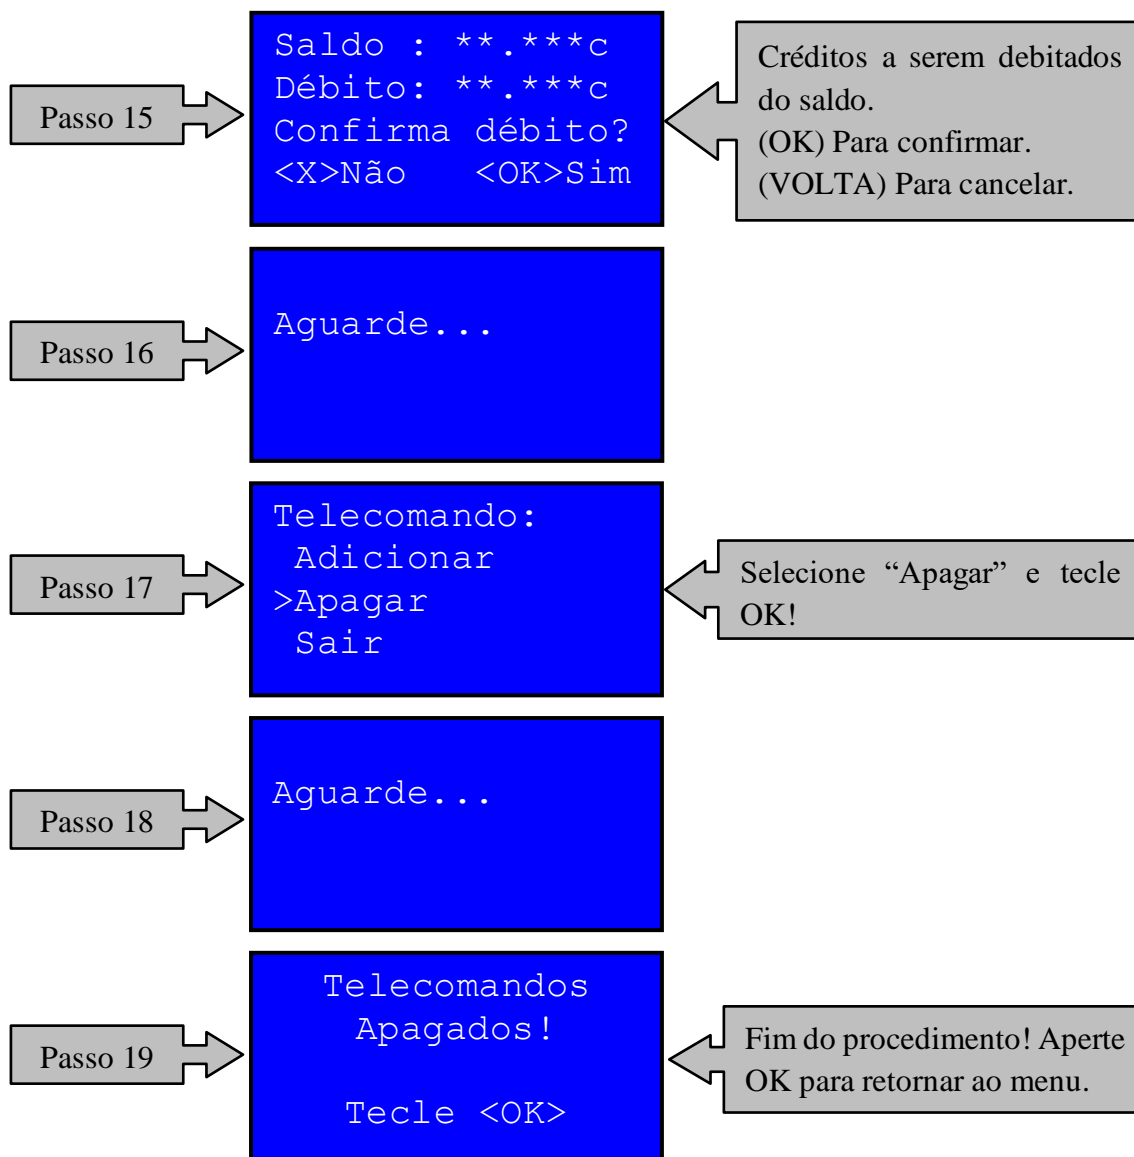 Passo 15
Saldo : **.***c
Débito: **.***c
Confirma débito?
<X>Não <OK>Sim
Créditos a serem debitados
do saldo.
(OK) Para confirmar.
(VOLTA) Para cancelar.
Passo 16
Aguarde...
Passo 17
Telecomando:
Adicionar
>Apagar
Sair
Selecione “Apagar” e tecle
OK!
Passo 18
Aguarde...
Passo 19
Telecomandos
Apagados!
Tecle <OK>
Fim do procedimento! Aperte
OK para retornar ao menu.